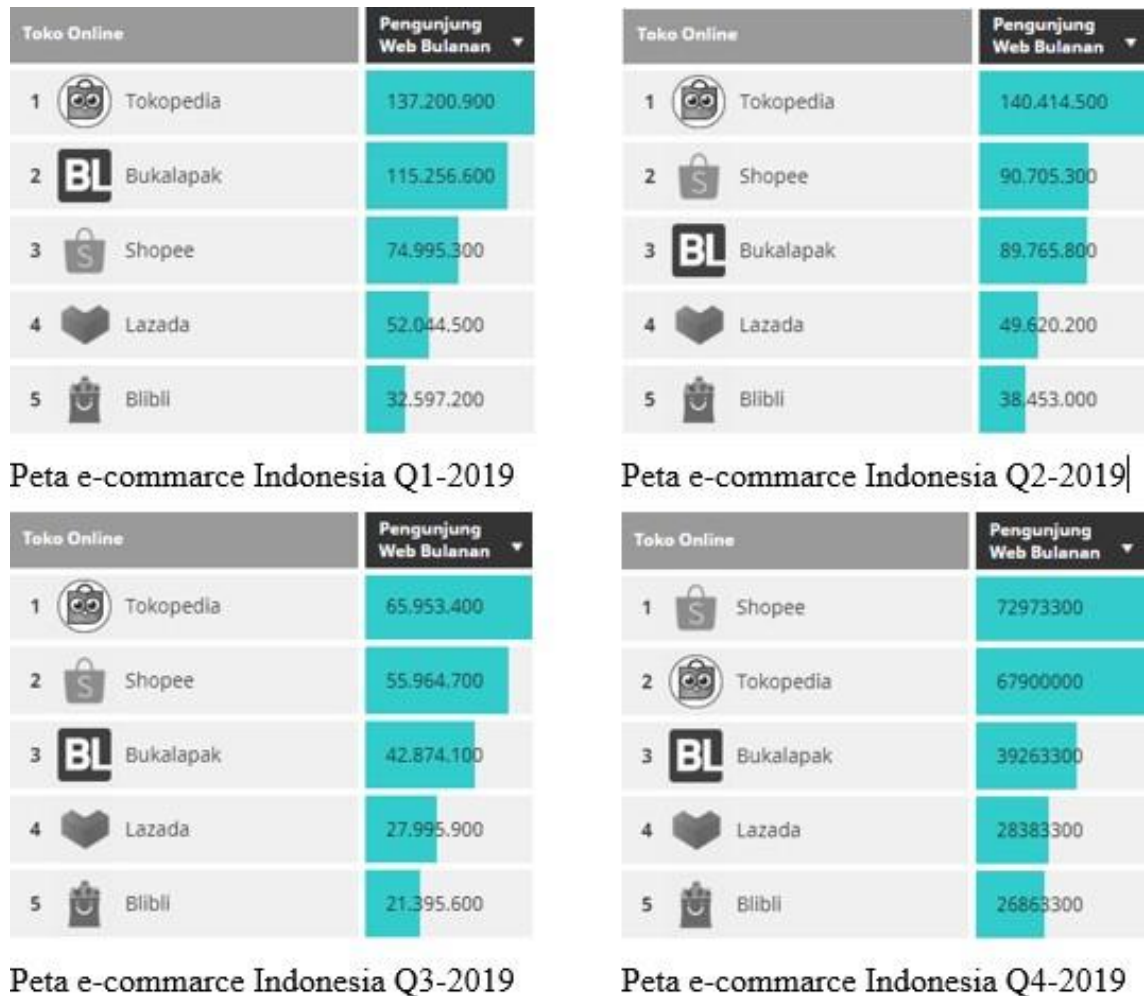 Toko Online Pengunjung Web Bulanan
1 Tokopedia 137.200.900
2 BL Bukalapak 115.256.600
3 S Shopee 74.995.300
4 Lazada 52.044.500
5 Blibli 32.597.200
Peta e-commarce Indonesia Q1-2019
Toko Online Pengunjung Web Bulanan
1 Tokopedia 140.414.500
2 S Shopee 90.705.300
3 BL Bukalapak 89.765.800
4 Lazada 49.620.200
5 Blibli 38.453.000
Peta e-commarce Indonesia Q2-2019
Toko Online Pengunjung Web Bulanan
1 Tokopedia 65.953.400
2 S Shopee 55.964.700
3 BL Bukalapak 42.874.100
4 Lazada 27.995.900
5 Blibli 21.395.600
Peta e-commarce Indonesia Q3-2019
Toko Online Pengunjung Web Bulanan
1 S Shopee 72973300
2 Tokopedia 67900000
3 BL Bukalapak 39263300
4 Lazada 28383300
5 Blibli 26863300
Peta e-commarce Indonesia Q4-2019